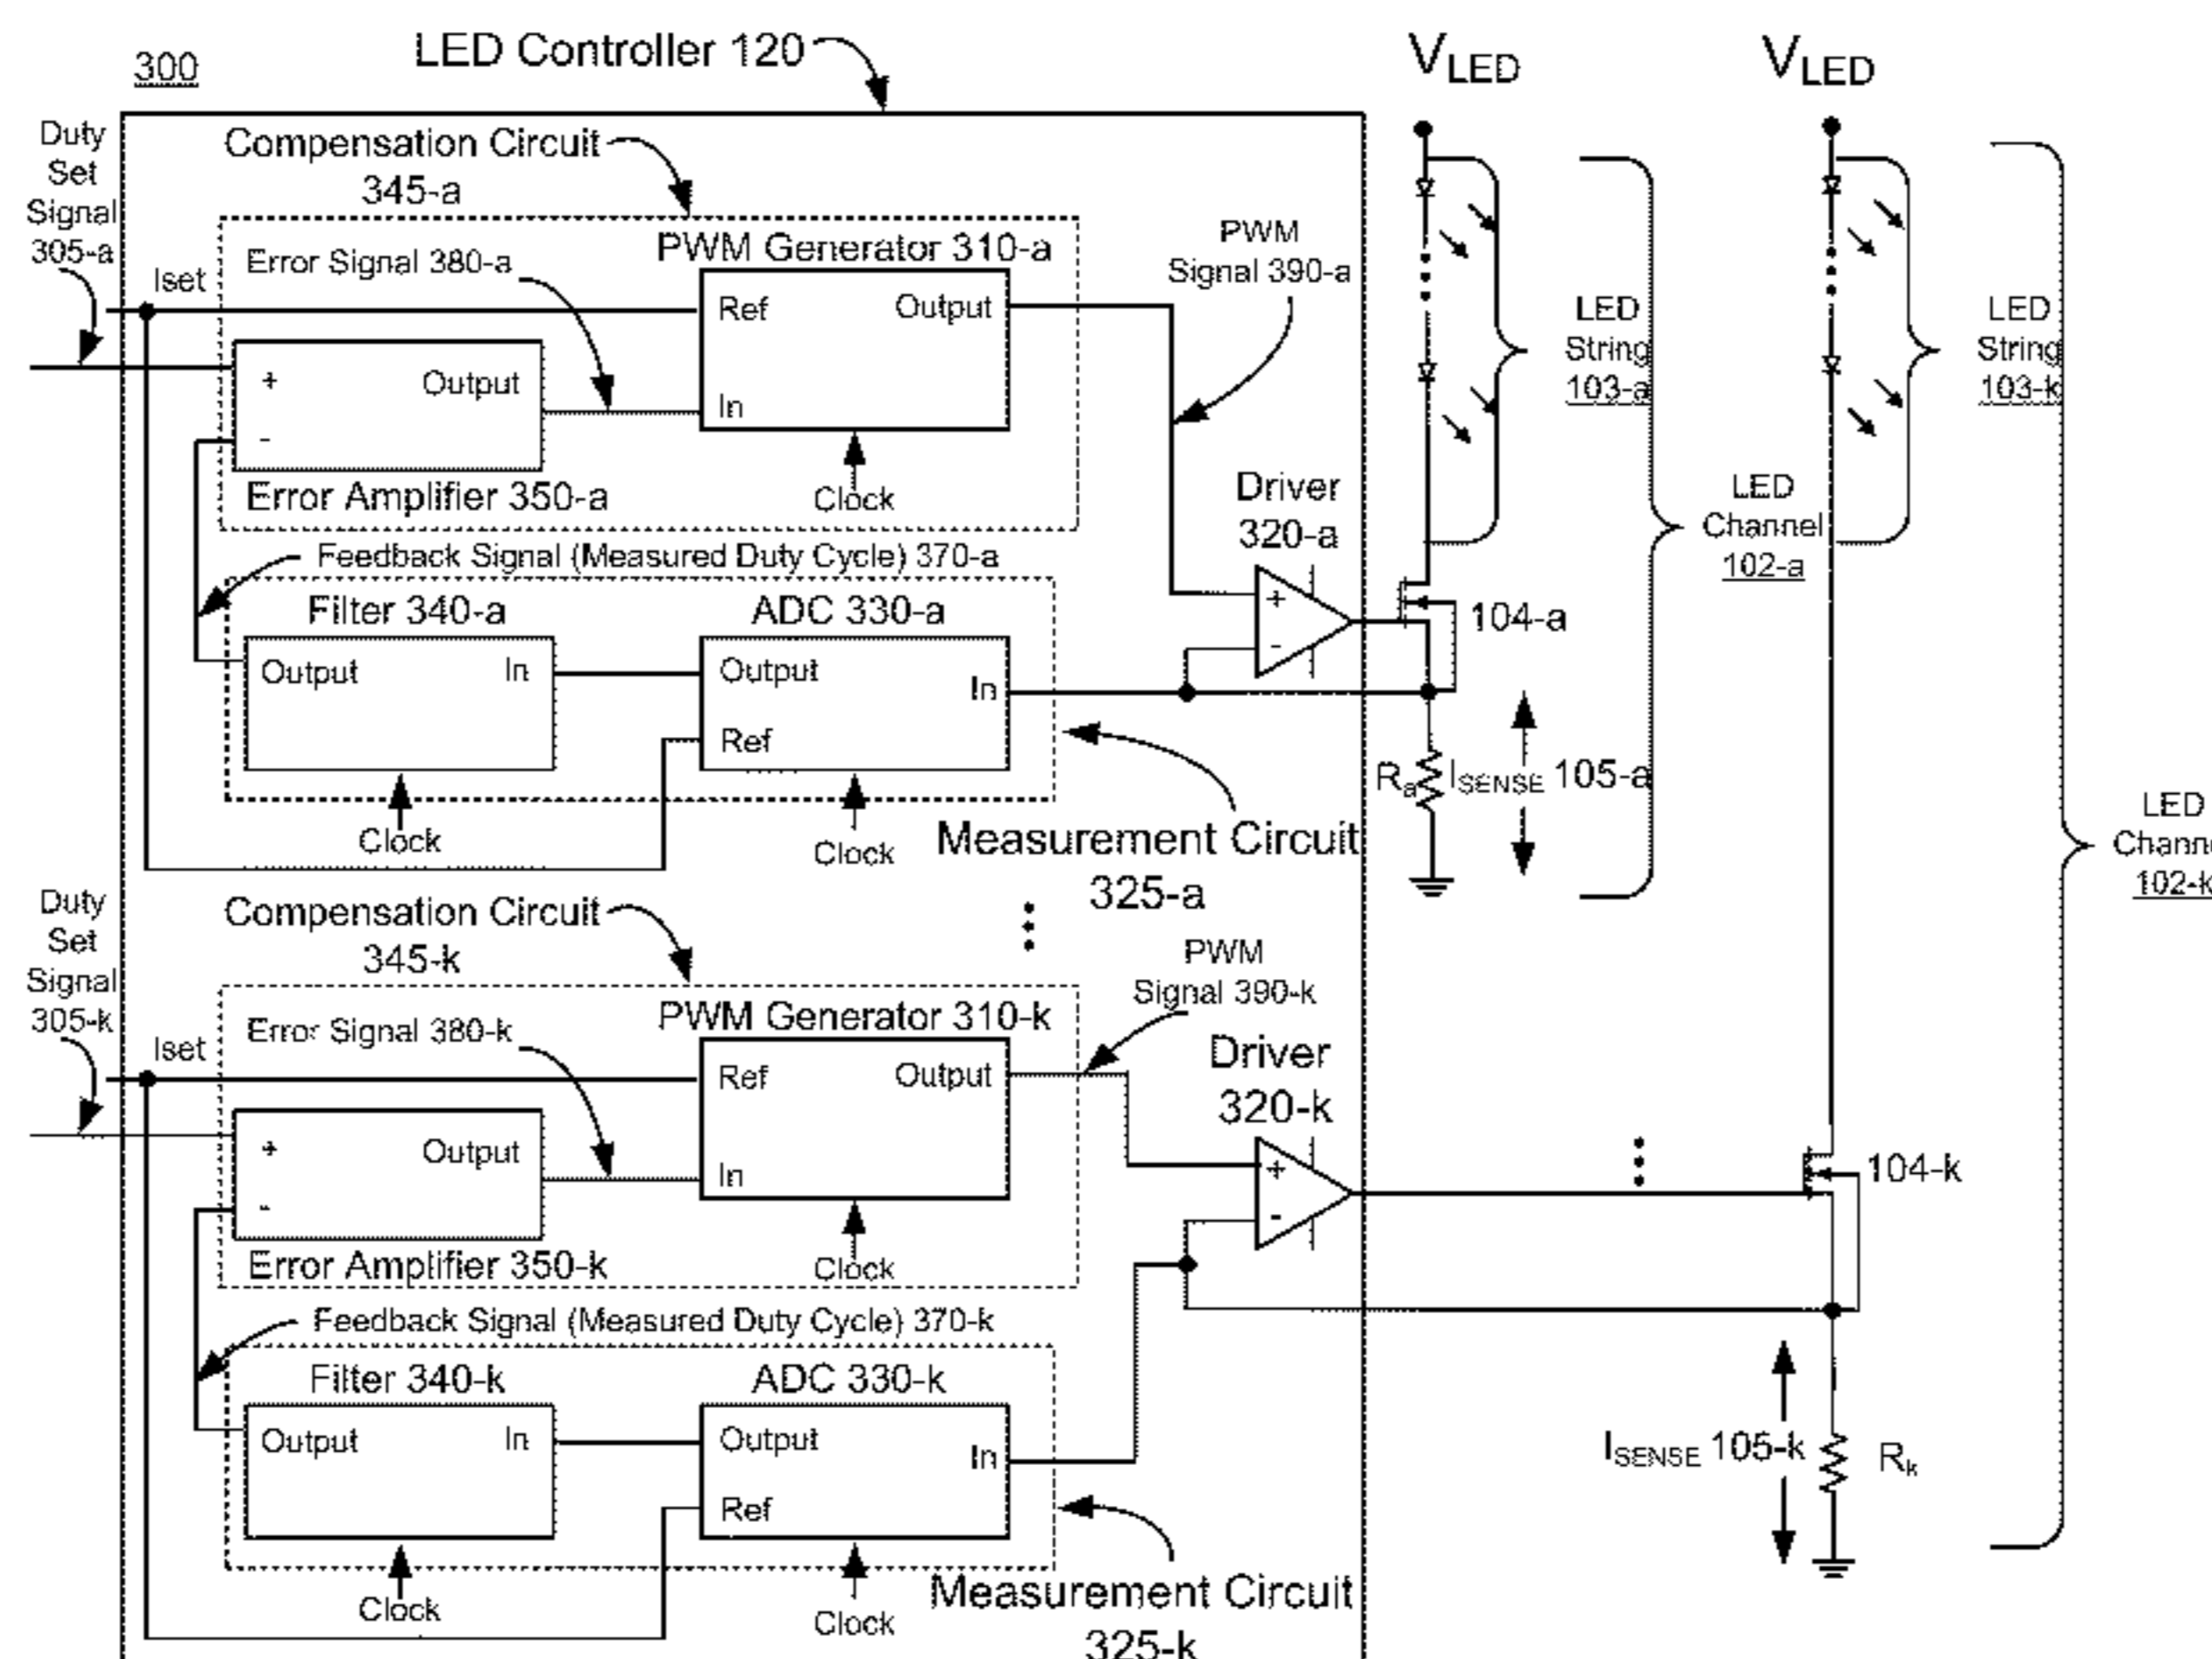 300
LED Controller 120
VLED
VLED
Duty
Set
Signal
305-a
Compensation Circuit
345-a
Iset
Error Signal 380-a
PWM Generator 310-a
Ref
Output
In
+
Output
-
Error Amplifier 350-a
Clock
PWM
Signal 390-a
LED
String
103-a
LED
String
103-k
Driver
320-a
+
-
LED
Channel
102-a
Feedback Signal (Measured Duty Cycle) 370-a
Filter 340-a
ADC 330-a
Output
In
Output
In
Ref
Clock
Clock
104-a
Ra
ISENSE 105-a
Measurement Circuit
325-a
LED
102-k
Duty
Set
Signal
305-k
Compensation Circuit
345-k
Iset
Error Signal 380-k
PWM Generator 310-k
Ref
Output
In
+
Output
-
Error Amplifier 350-k
Clock
PWM
Signal 390-k
Driver
320-k
+
-
104-k
Feedback Signal (Measured Duty Cycle) 370-k
Filter 340-k
ADC 330-k
Output
In
Output
In
Ref
Clock
Clock
ISENSE 105-k
Rk
Measurement Circuit
325-k